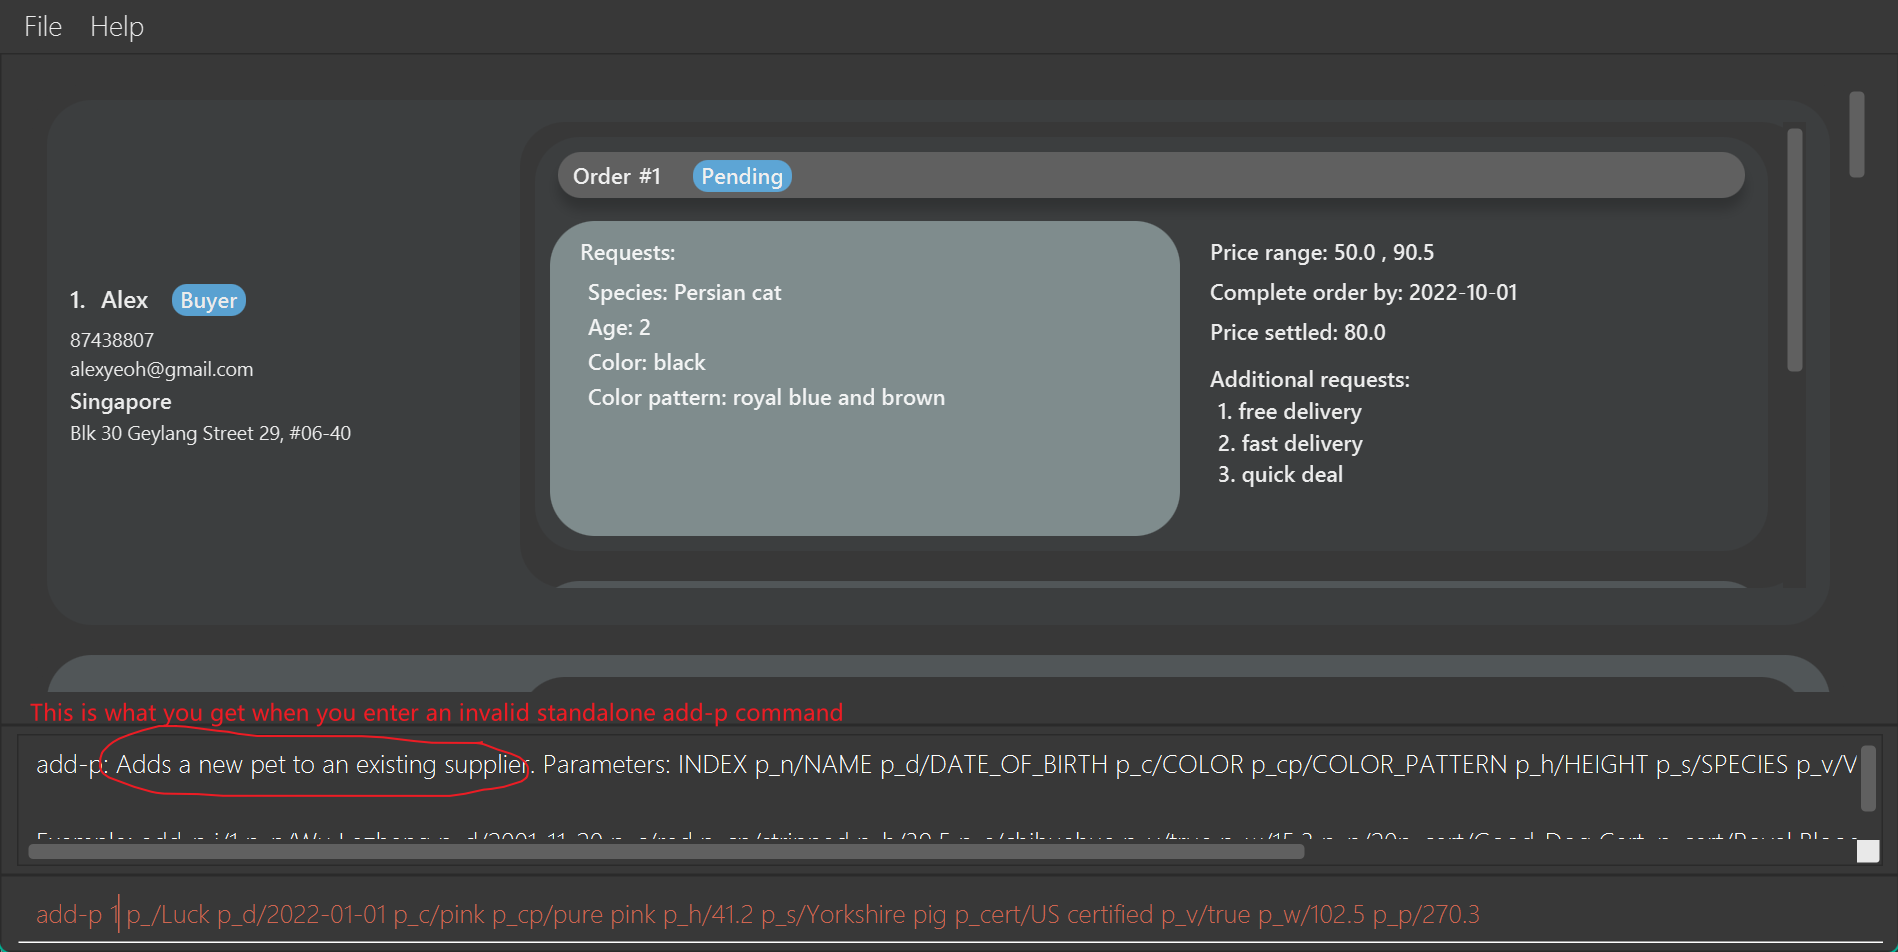 File Help
Order #1 Pending
Requests:
Species: Persian cat
Age: 2
Color: black
Color pattern: royal blue and brown
Price range: 50.0 , 90.5
Complete order by: 2022-10-01
Price settled: 80.0
Additional requests:
1. free delivery
2. fast delivery
3. quick deal
1. Alex Buyer
87438807
alexyeoh@gmail.com
Singapore
Blk 30 Geylang Street 29, #06-40
This is what you get when you enter an invalid standalone add-p command
add-p: Adds a new pet to an existing supplier. Parameters: INDEX p_n/NAME p_d/DATE_OF_BIRTH p_c/COLOR p_cp/COLOR_PATTERN p_h/HEIGHT p_s/SPECIES p_v/V
add-p 1 p_/Luck p_d/2022-01-01 p_c/pink p_cp/pure pink p_h/41.2 p_s/Yorkshire pig p_cert/US certified p_v/true p_w/102.5 p_p/270.3